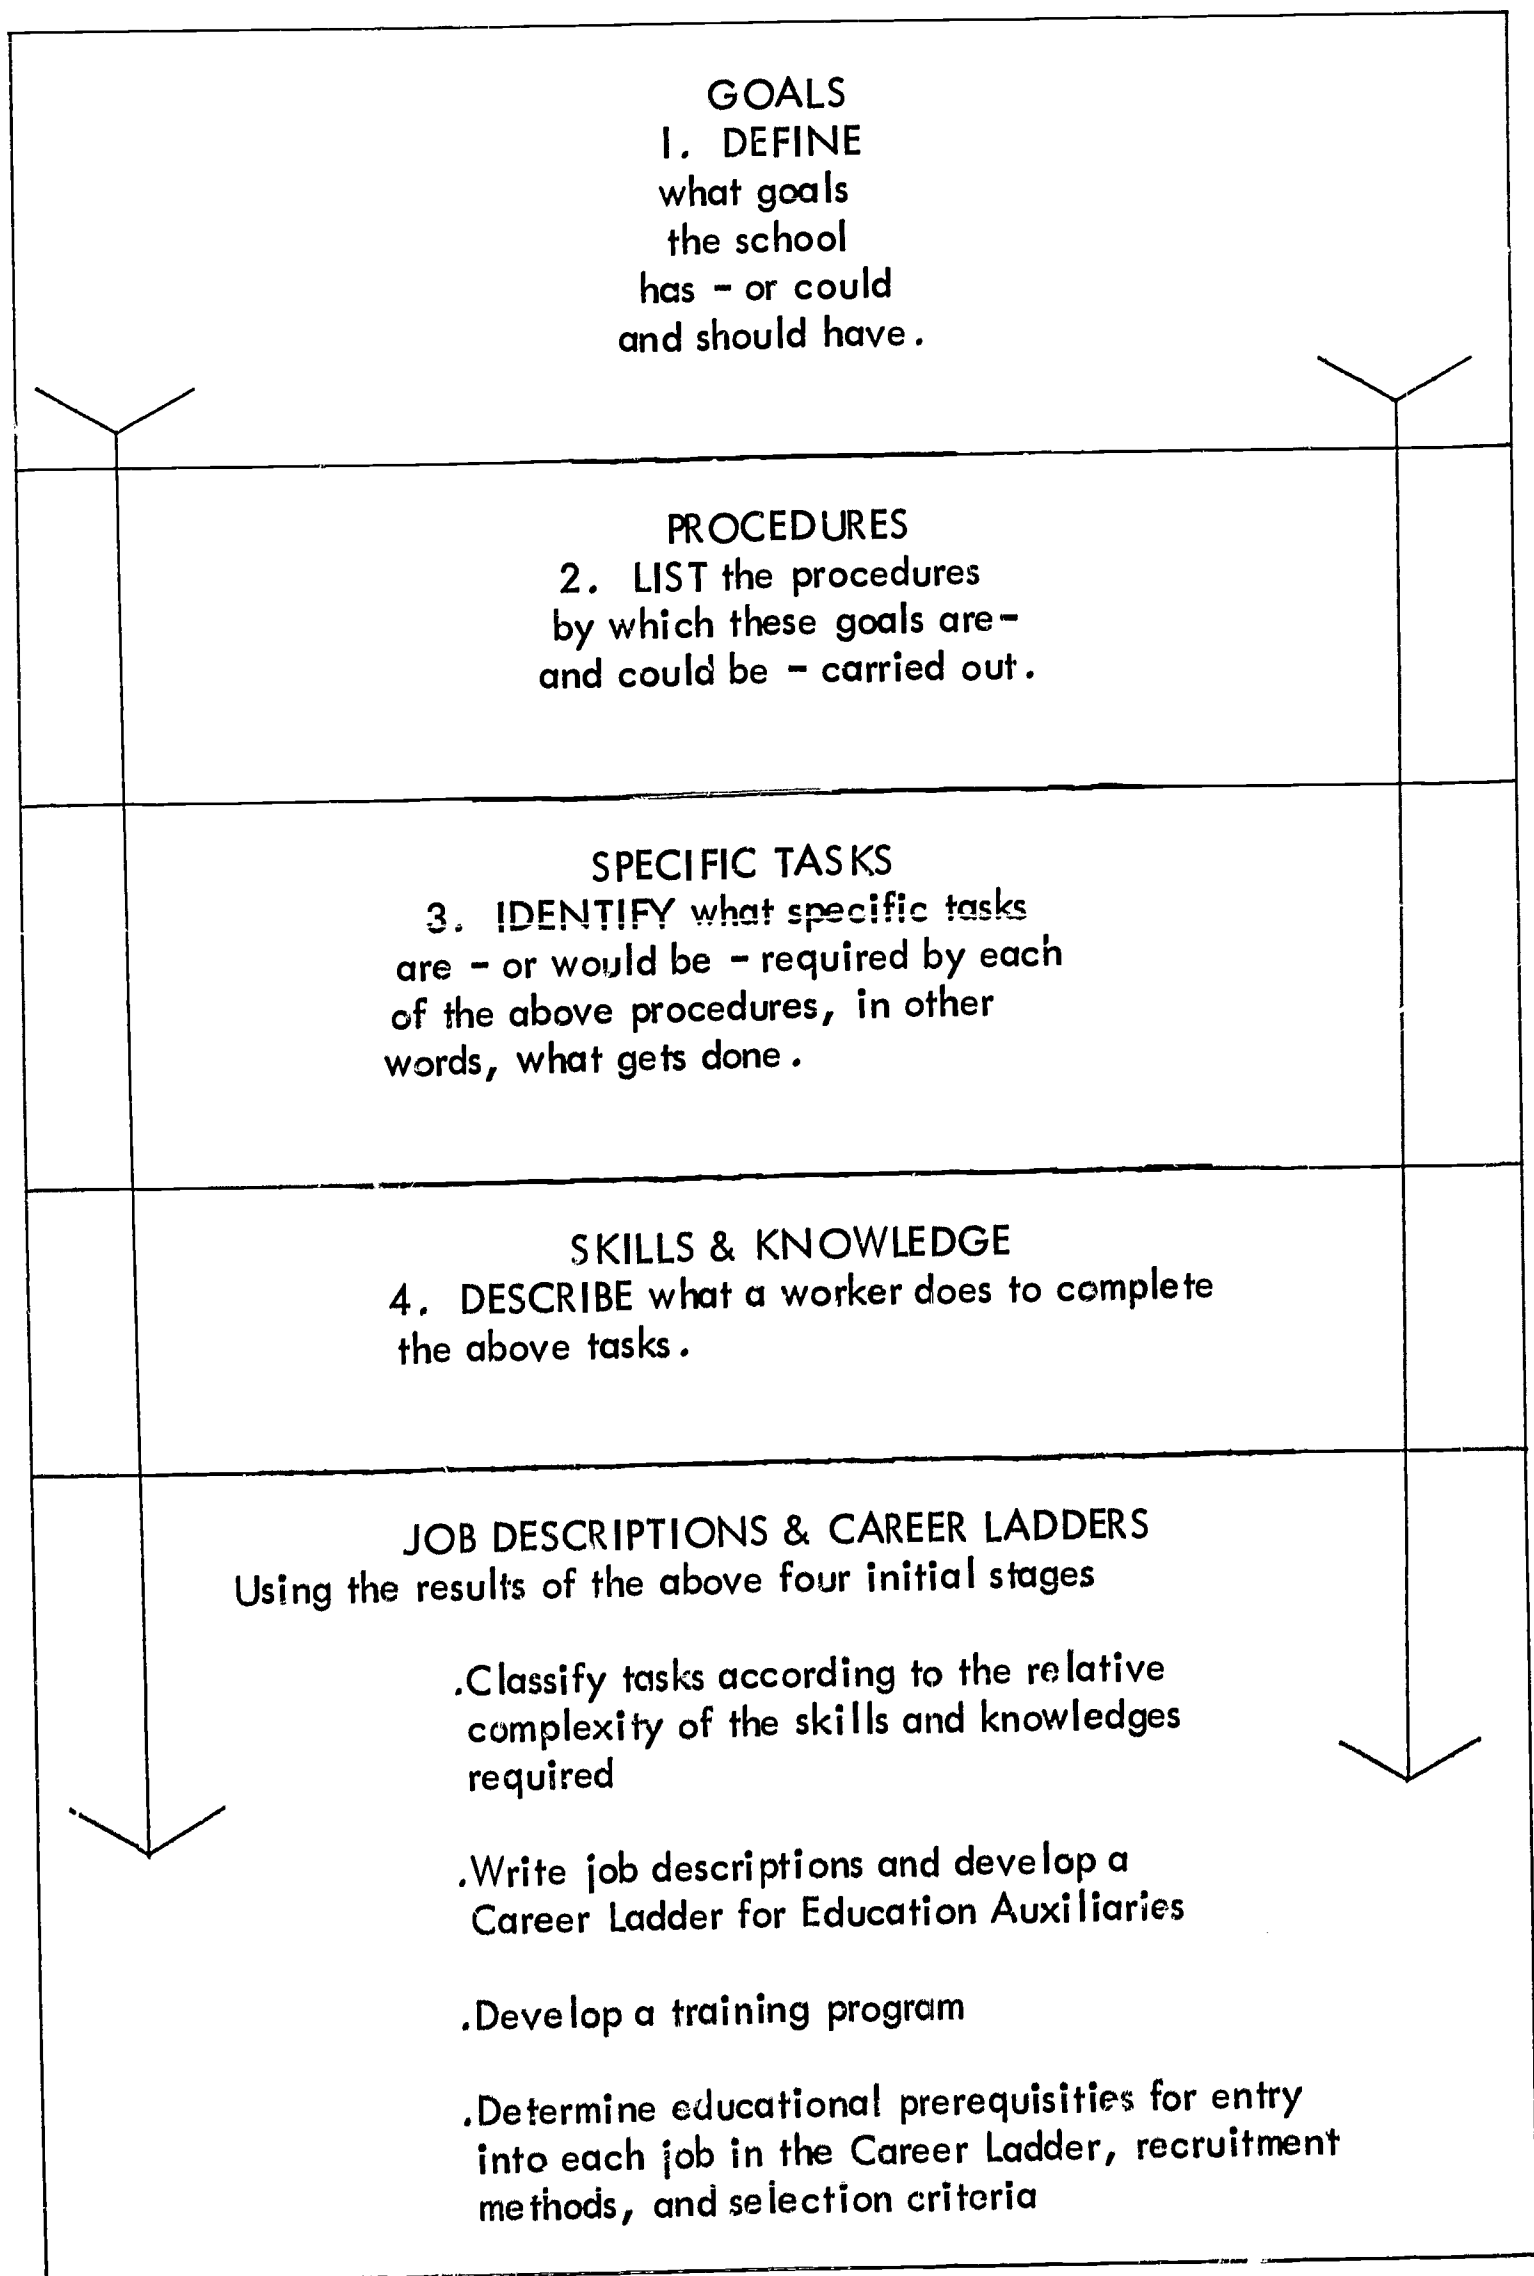 GOALS
1. DEFINE
what goals
the school
has - or could
and should have.
PROCEDURES
2. LIST the procedures
by which these goals are-
and could be - carried out.
SPECIFIC TASKS
3. IDENTIFY what specific tasks
are - or would be - required by each
of the above procedures, in other
words, what gets done.
SKILLS & KNOWLEDGE
4. DESCRIBE what a worker does to complete
the above tasks.
JOB DESCRIPTIONS & CAREER LADDERS
Using the results of the above four initial stages
.Classify tasks according to the relative
complexity of the skills and knowledges
required
.Write job descriptions and develop a
Career Ladder for Education Auxiliaries
.Develop a training program
.Determine educational prerequisities for entry
into each job in the Career Ladder, recruitment
methods, and selection criteria